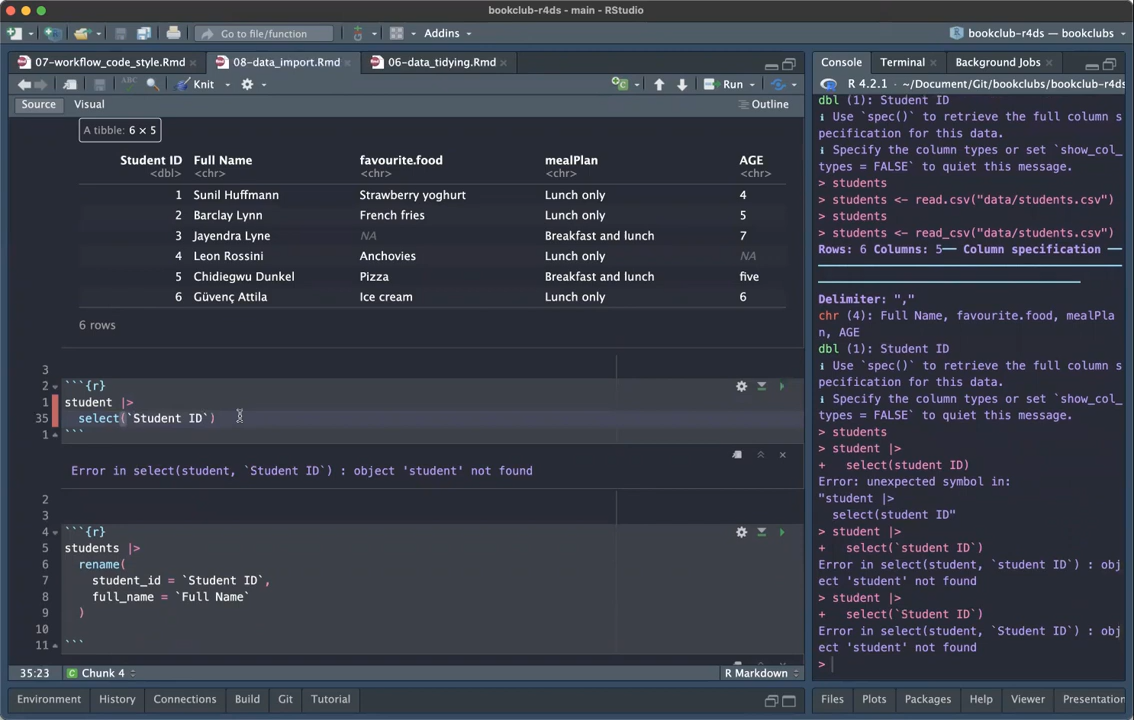 bookclub-r4ds - main - RStudio
Go to file/function
Addins
bookclub-r4ds — bookclubs
07-workflow_code_style.Rmd
08-data_import.Rmd
06-data_tidying.Rmd
ABC
Knit
Run
Source
Visual
Outline
A tibble: 6 × 5
Student ID Full Name favourite.food mealPlan AGE
<dbl> <chr> <chr> <chr> <chr>
1 Sunil Huffmann Strawberry yoghurt Lunch only 4
2 Barclay Lynn French fries Lunch only 5
3 Jayendra Lyne NA Breakfast and lunch 7
4 Leon Rossini Anchovies Lunch only NA
5 Chidiegwu Dunkel Pizza Breakfast and lunch five
6 Güvenç Attila Ice cream Lunch only 6
6 rows
3
2 ```{r}
1 student |>
35 select(`Student ID`)
1 ```
Error in select(student, `Student ID`) : object 'student' not found
2
3
4 ```{r}
5 students |>
6 rename(
7 student_id = `Student ID`,
8 full_name = `Full Name`
9 )
10
11 ```
35:23
C Chunk 4
R Markdown
Environment
History
Connections
Build
Git
Tutorial
Console
Terminal
Background Jobs
R 4.2.1 · ~/Document/Git/bookclubs/bookclub-r4ds
dbl (1): Student ID
ℹ Use `spec()` to retrieve the full column s
pecification for this data.
ℹ Specify the column types or set `show_col_
types = FALSE` to quiet this message.
> students
> students <- read.csv("data/students.csv")
> students
> students <- read_csv("data/students.csv")
Rows: 6 Columns: 5── Column specification ──
Delimiter: ","
chr (4): Full Name, favourite.food, mealPla
n, AGE
dbl (1): Student ID
ℹ Use `spec()` to retrieve the full column s
pecification for this data.
ℹ Specify the column types or set `show_col_
types = FALSE` to quiet this message.
> students
> student |>
+ select(student ID)
Error: unexpected symbol in:
"student |>
select(student ID"
> student |>
+ select(`student ID`)
Error in select(student, `student ID`) : obj
ect 'student' not found
> student |>
+ select(`Student ID`)
Error in select(student, `Student ID`) : obj
ect 'student' not found
>
Files
Plots
Packages
Help
Viewer
Presentation